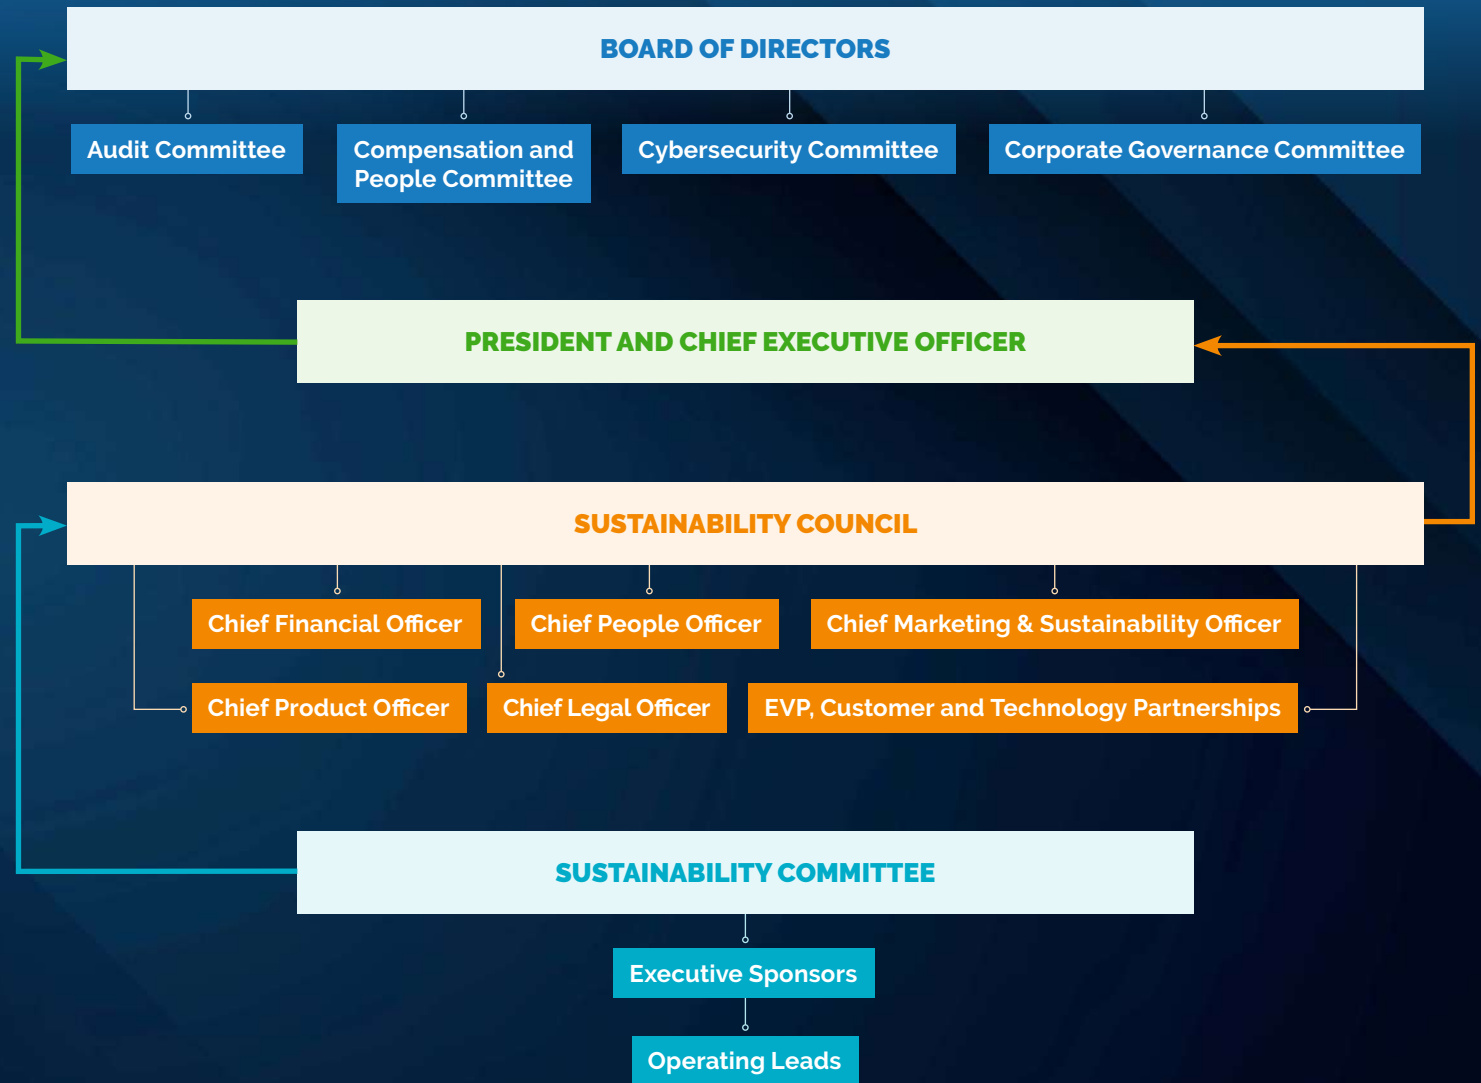 BOARD OF DIRECTORS
Audit Committee
Compensation and
People Committee
Cybersecurity Committee
Corporate Governance Committee
PRESIDENT AND CHIEF EXECUTIVE OFFICER
SUSTAINABILITY COUNCIL
Chief Financial Officer
Chief People Officer
Chief Marketing & Sustainability Officer
Chief Product Officer
Chief Legal Officer
EVP, Customer and Technology Partnerships
SUSTAINABILITY COMMITTEE
Executive Sponsors
Operating Leads